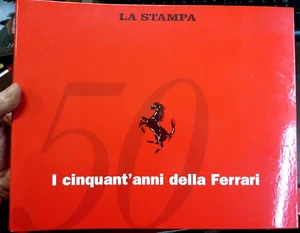 LA STAMPA
50
I cinquant'anni della Ferrari